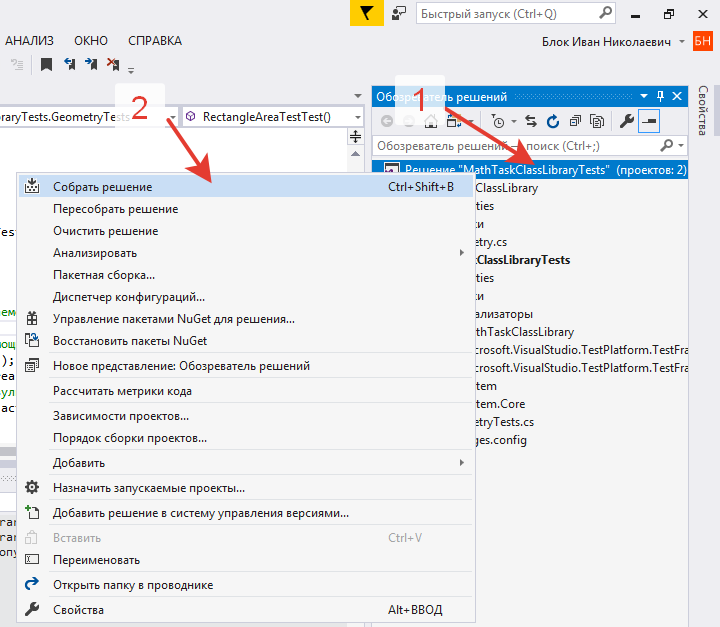 Быстрый запуск (Ctrl+Q)
АНАЛИЗ ОКНО СПРАВКА
Блок Иван Николаевич БН
1
2
Обозреватель решений
Свойства
raryTests.GeometryTests
RectangleAreaTestTest()
Обозреватель решений — поиск (Ctrl+;)
Решение "MathTaskClassLibraryTests" (проектов: 2)
ClassLibrary
ties
ки
etry.cs
kClassLibraryTests
ties
ки
ализаторы
thTaskClassLibrary
crosoft.VisualStudio.TestPlatform.TestFra
crosoft.VisualStudio.TestPlatform.TestFra
tem
tem.Core
etryTests.cs
ges.config
Собрать решение Ctrl+Shift+B
Пересобрать решение
Очистить решение
Анализировать
Пакетная сборка...
Диспетчер конфигураций...
Управление пакетами NuGet для решения...
Восстановить пакеты NuGet
Новое представление: Обозреватель решений
Рассчитать метрики кода
Зависимости проектов...
Порядок сборки проектов...
Добавить
Назначить запускаемые проекты...
Добавить решение в систему управления версиями...
Вставить Ctrl+V
Переименовать
Открыть папку в проводнике
Свойства Alt+ВВОД